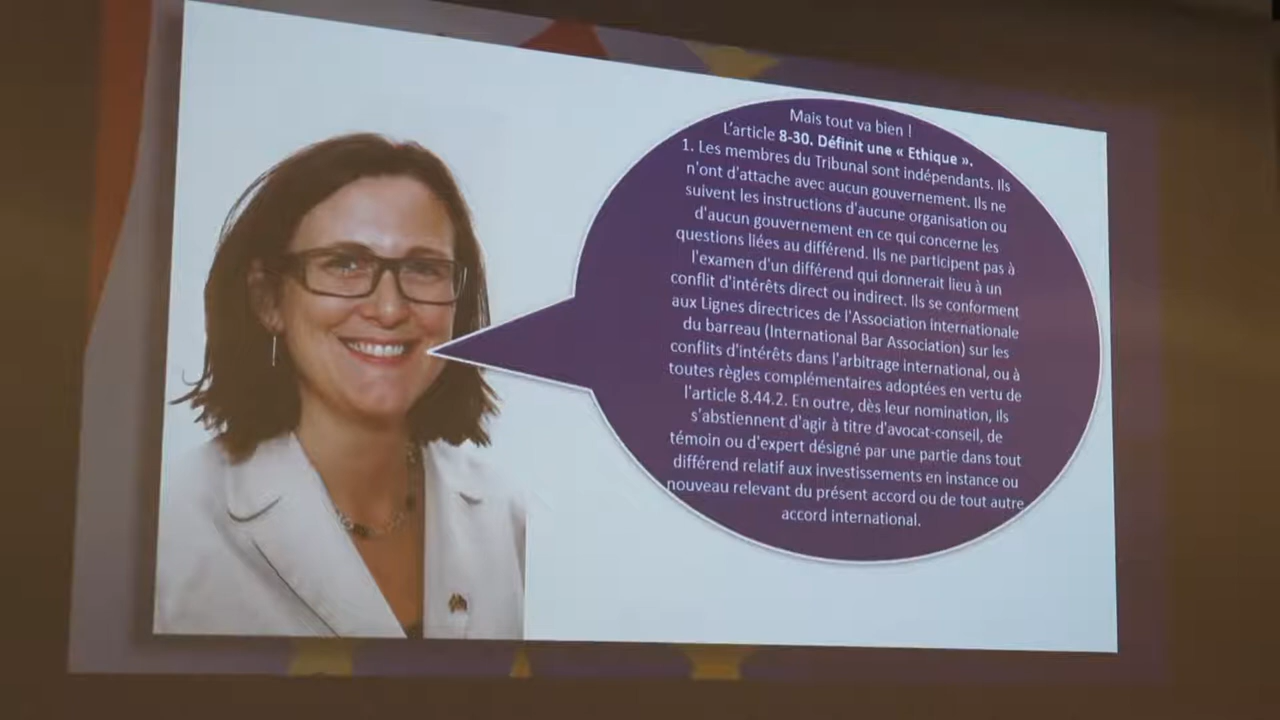 Mais tout va bien !
L'article 8-30. Définit une « Ethique ».
1. Les membres du Tribunal sont indépendants. Ils
n'ont d'attache avec aucun gouvernement. Ils ne
suivent les instructions d'aucune organisation ou
d'aucun gouvernement en ce qui concerne les
questions liées au différend. Ils ne participent pas à
l'examen d'un différend qui donnerait lieu à un
conflit d'intérêts direct ou indirect. Ils se conforment
aux Lignes directrices de l'Association internationale
du barreau (International Bar Association) sur les
conflits d'intérêts dans l'arbitrage international, ou à
toutes règles complémentaires adoptées en vertu de
l'article 8.44.2. En outre, dès leur nomination, ils
s'abstiennent d'agir à titre d'avocat-conseil, de
témoin ou d'expert désigné par une partie dans tout
différend relatif aux investissements en instance ou
nouveau relevant du présent accord ou de tout autre
accord international.